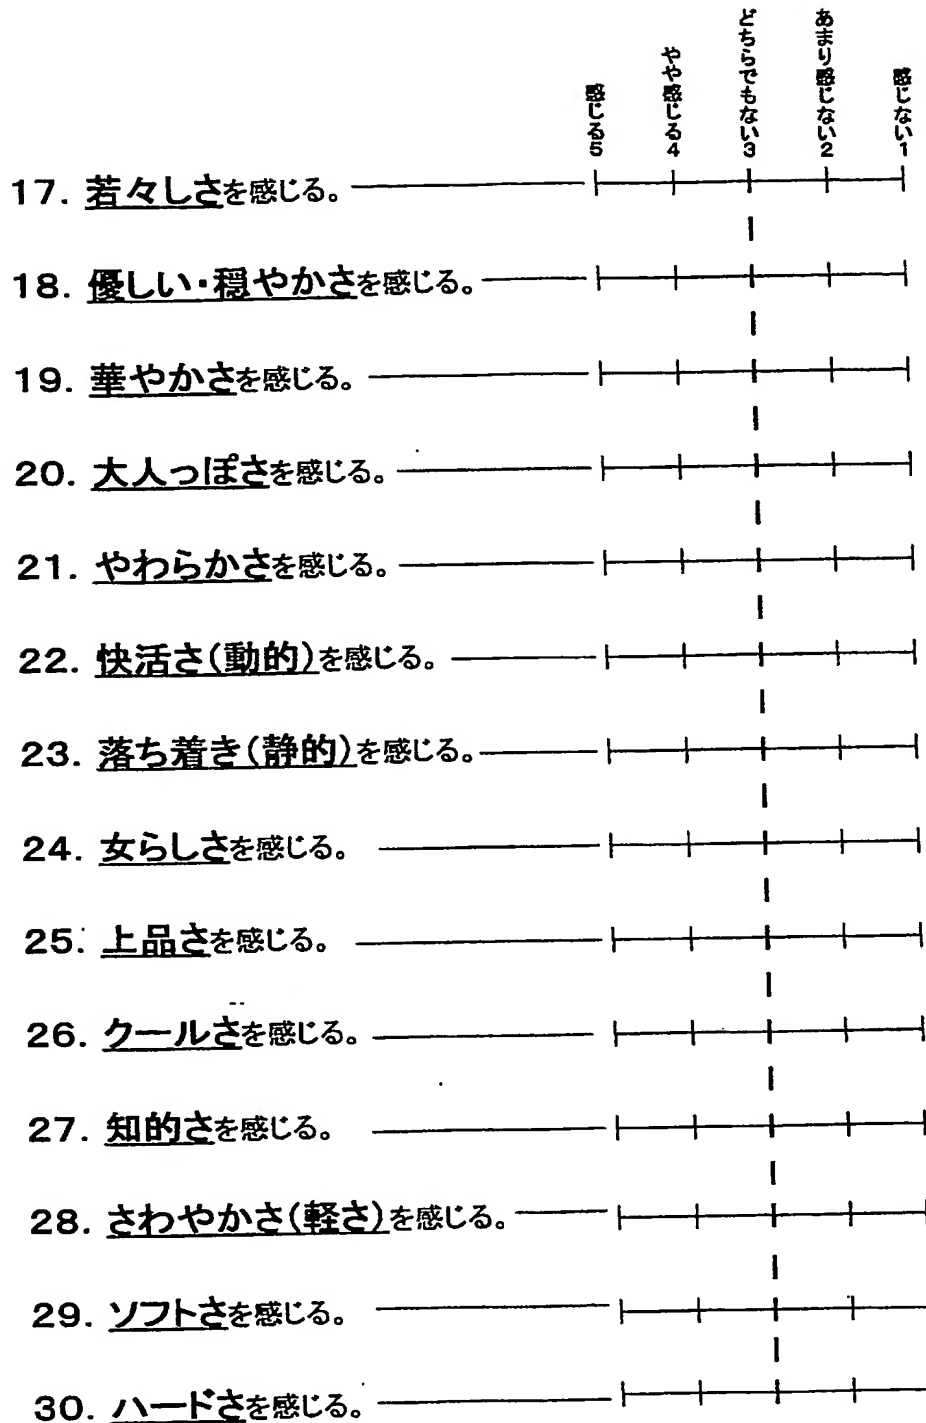 感じる5
やや感じる4
どちらでもない3
あまり感じない2
感じない1
17. 若々しさを感じる。
18. 優しい・穏やかさを感じる。
19. 華やかさを感じる。
20. 大人っぽさを感じる。
21. やわらかさを感じる。
22. 快活さ(動的)を感じる。
23. 落ち着き(静的)を感じる。
24. 女らしさを感じる。
25. 上品さを感じる。
26. クールさを感じる。
27. 知的さを感じる。
28. さわやかさ(軽さ)を感じる。
29. ソフトさを感じる。
30. ハードさを感じる。